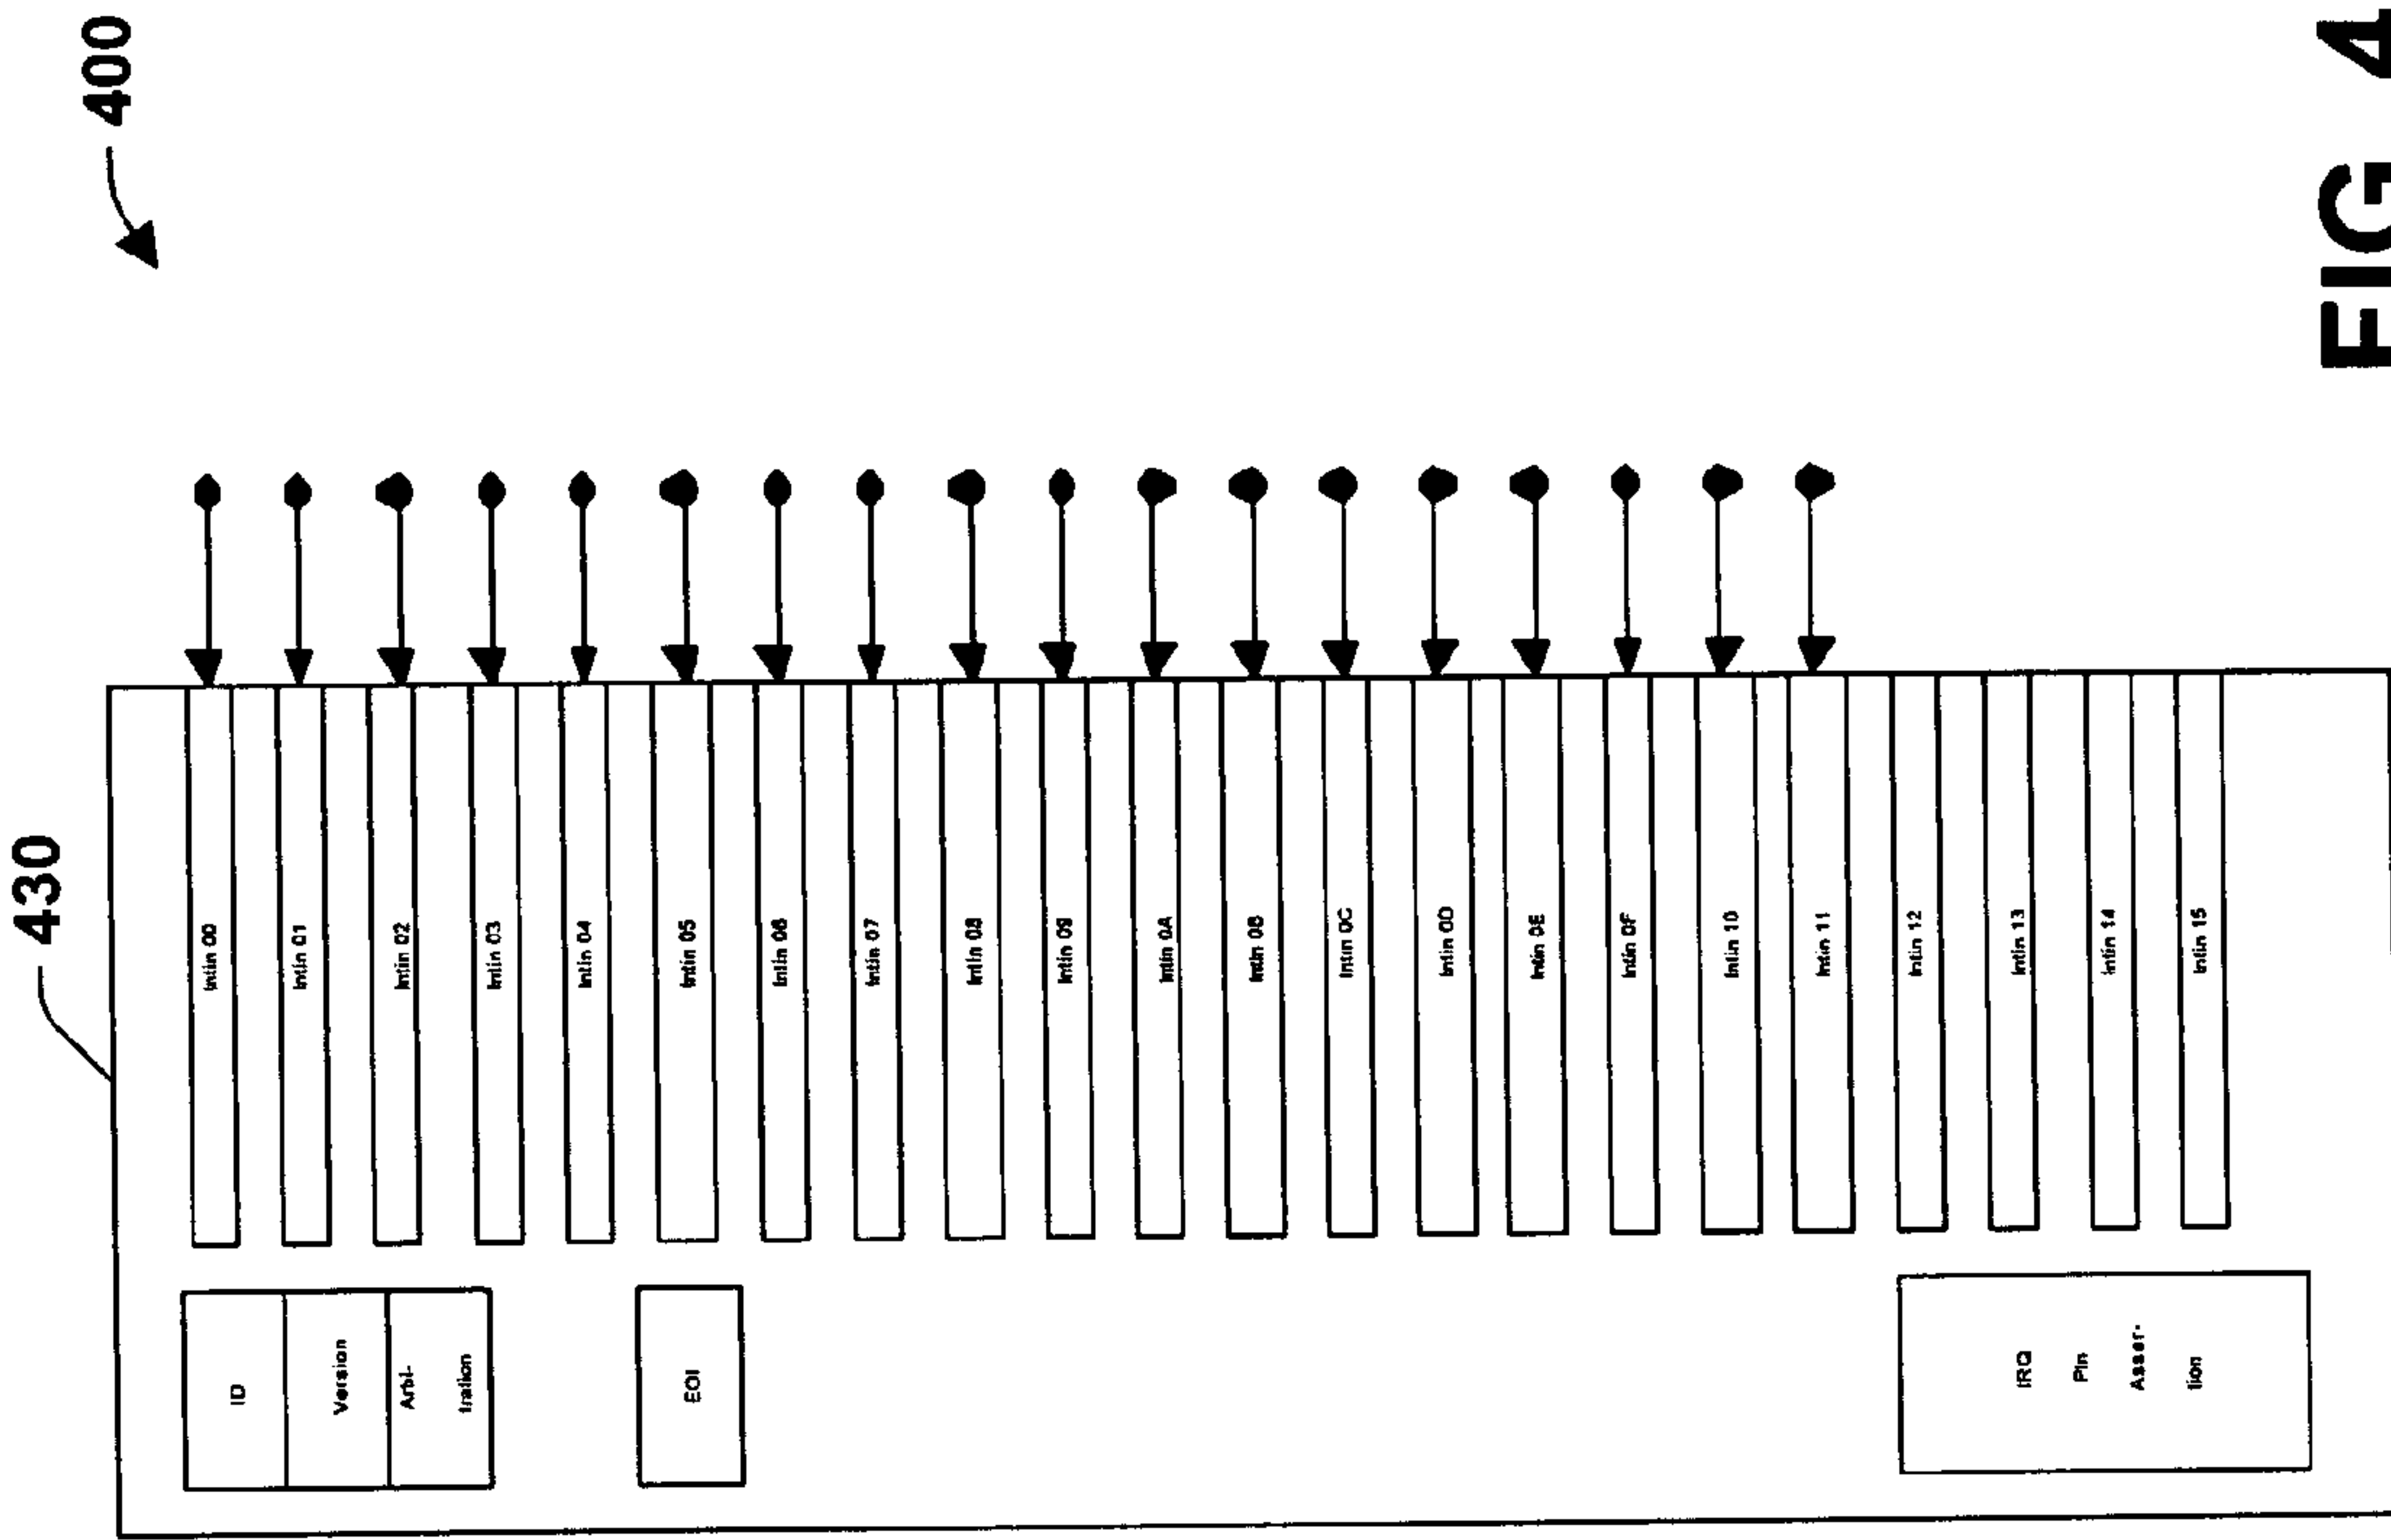 400
430
Intin 00
Intin 01
Intin 02
Intin 03
Intin 04
Intin 05
Intin 06
Intin 07
Intin 08
Intin 09
Intin 0A
Intin 0B
Intin 0C
Intin 0D
Intin 0E
Intin 0F
Intin 10
Intin 11
Intin 12
Intin 13
Intin 14
Intin 15
ID
Version
Arbi-
tration
EOI
IRQ
Pin
Asser-
tion
FIG 4